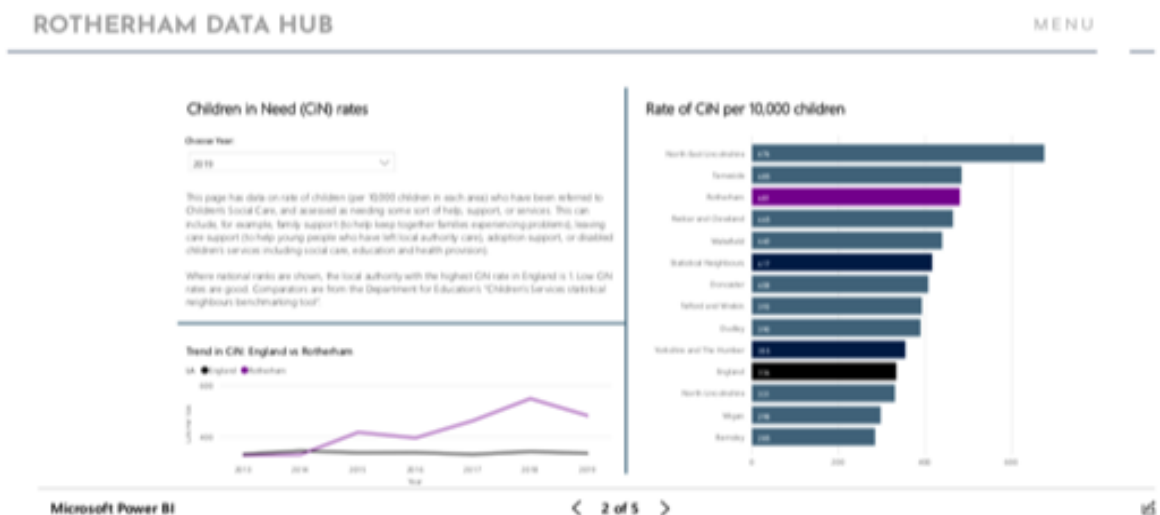 ROTHERHAM DATA HUB
MENU
Children in Need (CiN) rates
Choose Year:
2019
This page has data on rate of children (per 10,000 children in each area) who have been referred to
Children's Social Care, and assessed as needing some sort of help, support, or services. This can
include, for example, family support (to help keep together families experiencing problems), leaving
care support (to help young people who have left local authority care), adoption support, or disabled
children's services including social care, education and health provision).
Where national ranks are shown, the local authority with the highest CiN rate in England is 1. Low CiN
rates are good. Comparators are from the Department for Education's "Children's Services statistical
neighbours benchmarking tool".
Trend in CiN: England vs Rotherham
LA England Rotherham
600
400
2013 2014 2015 2016 2017 2018 2019
Year
Rate of CiN per 10,000 children
North East Lincolnshire
Tameside
Rotherham
Redcar and Cleveland
Wakefield
Statistical Neighbours
Doncaster
Telford and Wrekin
Dudley
Yorkshire and The Humber
England
North Lincolnshire
Wigan
Barnsley
0 200 400 600
Microsoft Power BI
2 of 5